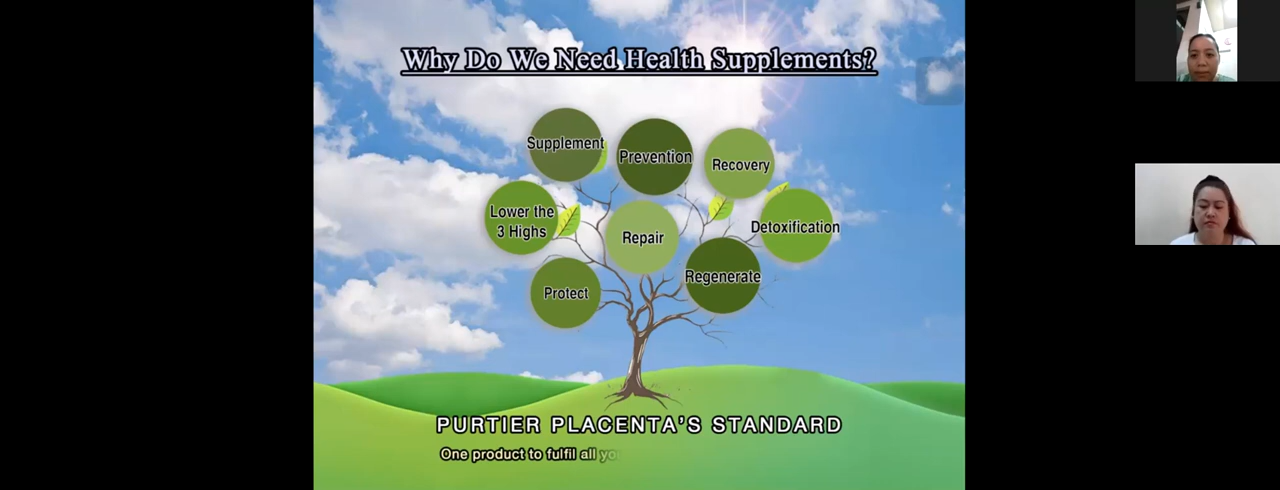 Why Do We Need Health Supplements?
Supplement
Prevention
Recovery
Lower the
3 Highs
Repair
Detoxification
Protect
Regenerate
PURTIER PLACENTA'S STANDARD
One product to fulfil all yo